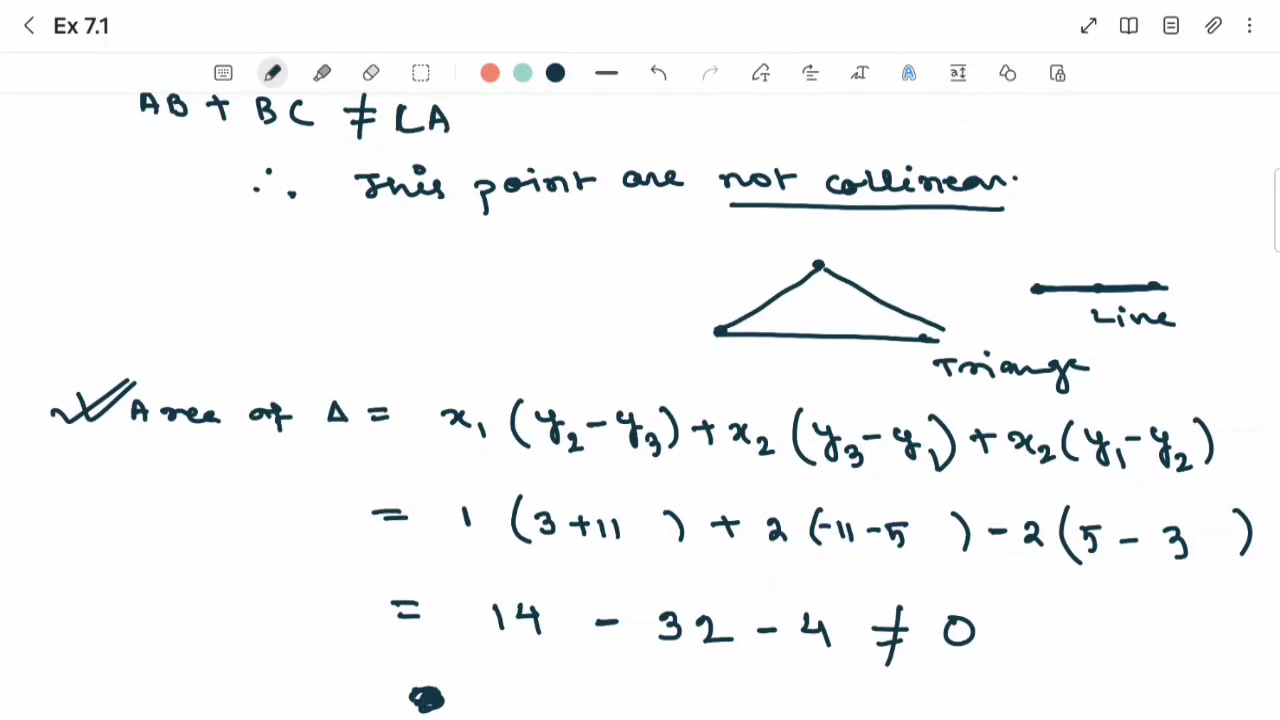 Ex 7.1
AB + BC ≠ CA
∴ This point are not collinear.
Line
Triange
Area of Δ = x₁ (y₂ - y₃) + x₂ (y₃ - y₁) + x₂ (y₁ - y₂)
= 1 (3 + 11 ) + 2 (-11 - 5 ) - 2 (5 - 3 )
= 14 - 32 - 4 ≠ 0